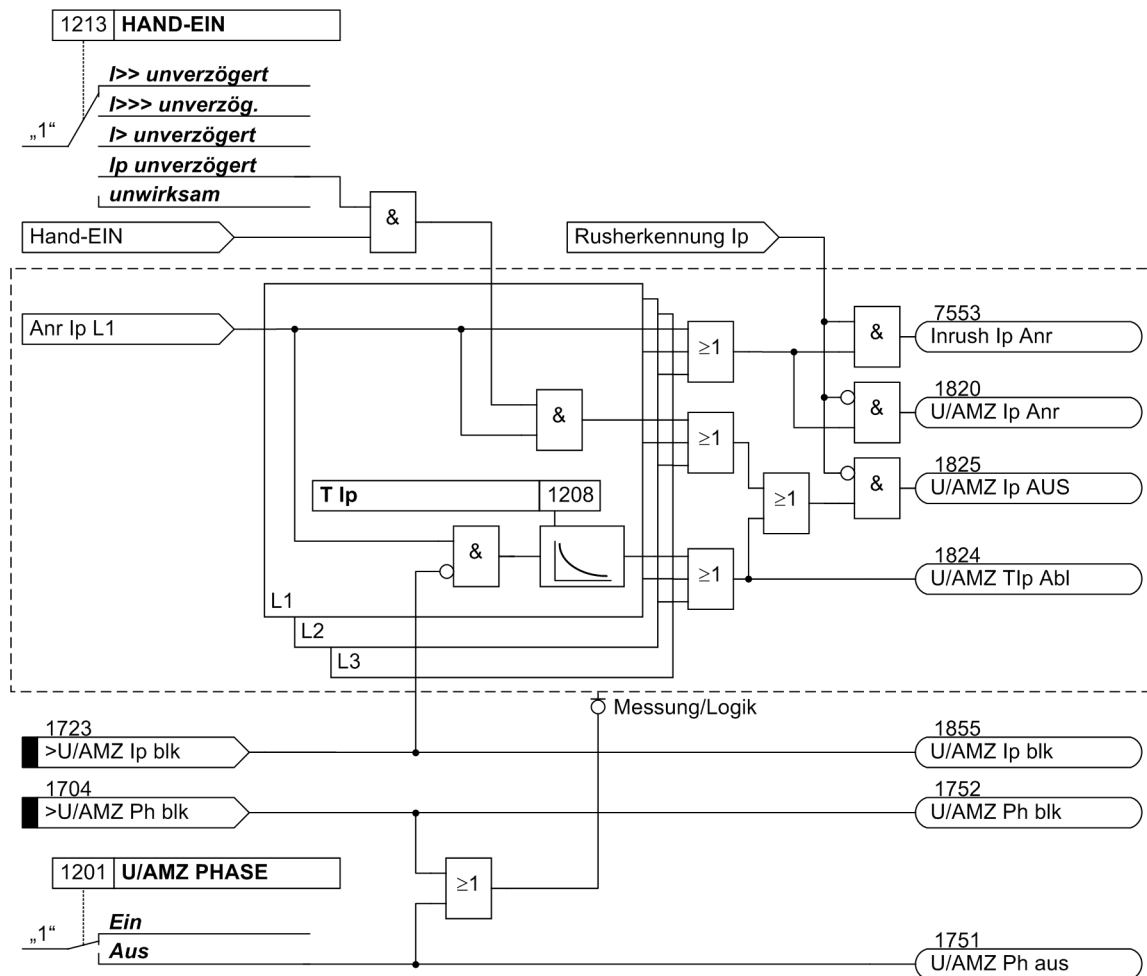 1213 HAND-EIN
I>> unverzögert
I>>> unverzög.
„1“
I> unverzögert
Ip unverzögert
unwirksam
&
Hand-EIN
Rusherkennung Ip
Anr Ip L1
≥1
&
7553
Inrush Ip Anr
&
≥1
&
1820
U/AMZ Ip Anr
T Ip 1208
≥1
&
1825
U/AMZ Ip AUS
&
≥1
1824
U/AMZ TIp Abl
L1
L2
L3
Messung/Logik
1723
>U/AMZ Ip blk
1855
U/AMZ Ip blk
1704
>U/AMZ Ph blk
1752
U/AMZ Ph blk
1201 U/AMZ PHASE
≥1
„1“
Ein
Aus
1751
U/AMZ Ph aus